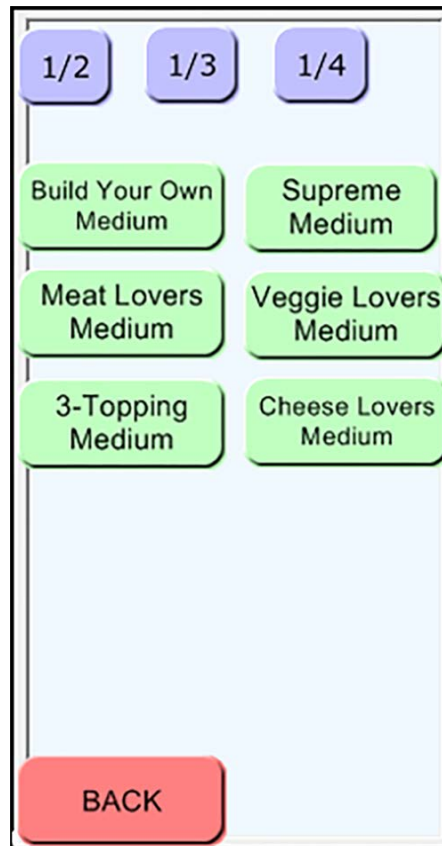 1/2 1/3 1/4
Build Your Own
Medium
Supreme
Medium
Meat Lovers
Medium
Veggie Lovers
Medium
3-Topping
Medium
Cheese Lovers
Medium
BACK